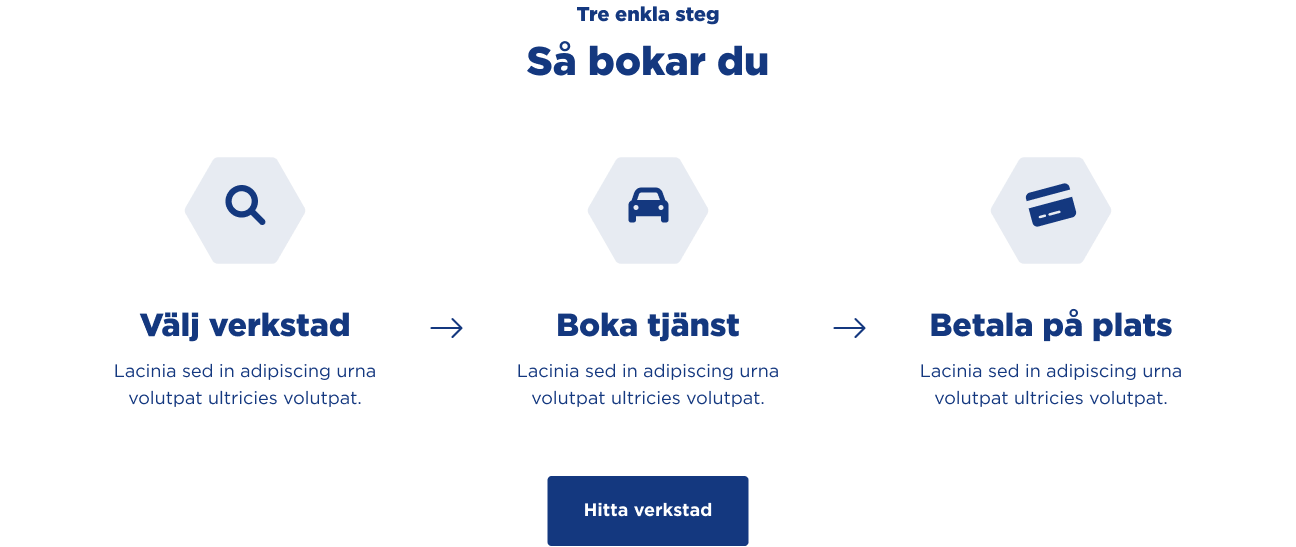 Tre enkla steg
Så bokar du
Välj verkstad
Lacinia sed in adipiscing urna
volutpat ultricies volutpat.
Boka tjänst
Lacinia sed in adipiscing urna
volutpat ultricies volutpat.
Betala på plats
Lacinia sed in adipiscing urna
volutpat ultricies volutpat.
Hitta verkstad